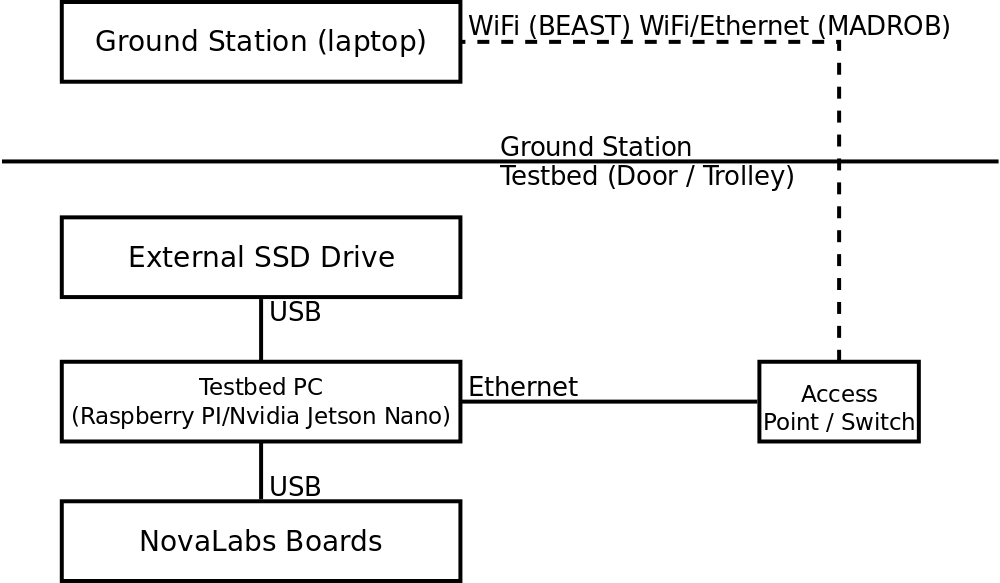 Ground Station (laptop)
WiFi (BEAST) WiFi/Ethernet (MADROB)
Ground Station
Testbed (Door / Trolley)
External SSD Drive
USB
Testbed PC
(Raspberry PI/Nvidia Jetson Nano)
Ethernet
Access
Point / Switch
USB
NovaLabs Boards